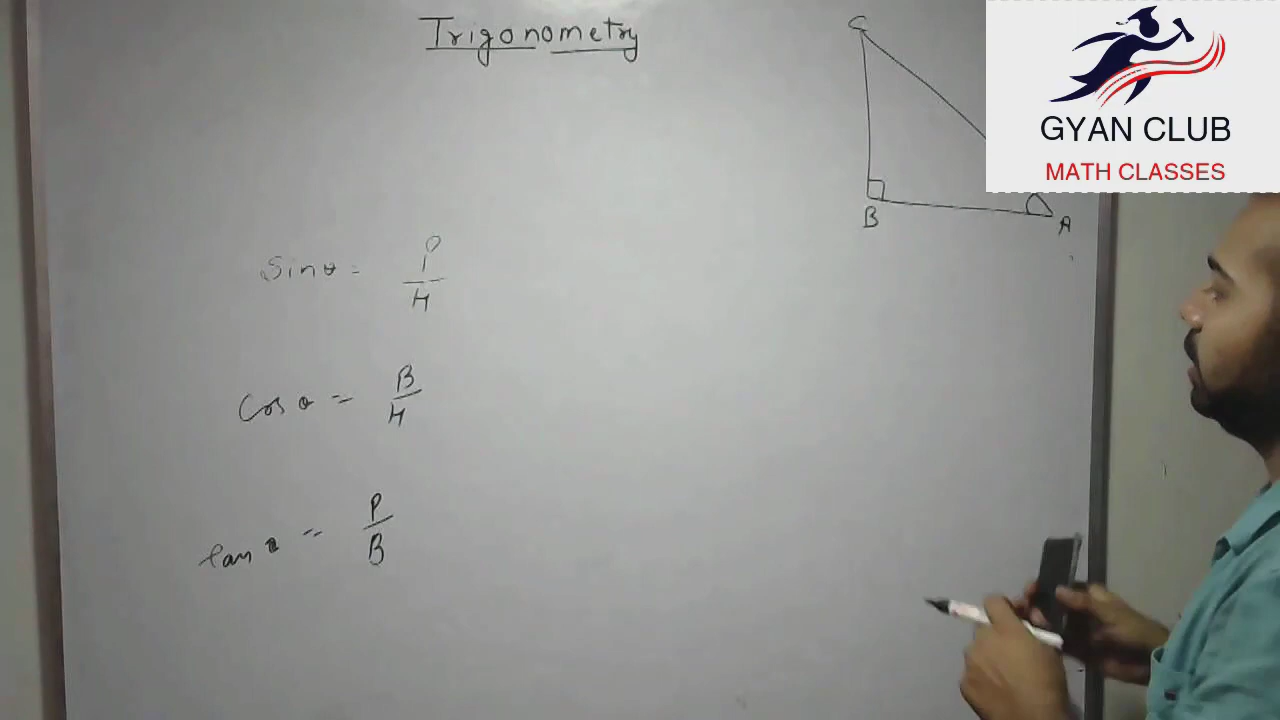 Trigonometry
C
GYAN CLUB
MATH CLASSES
B
A
Sinθ = P/H
Cosθ = B/H
tanθ = P/B